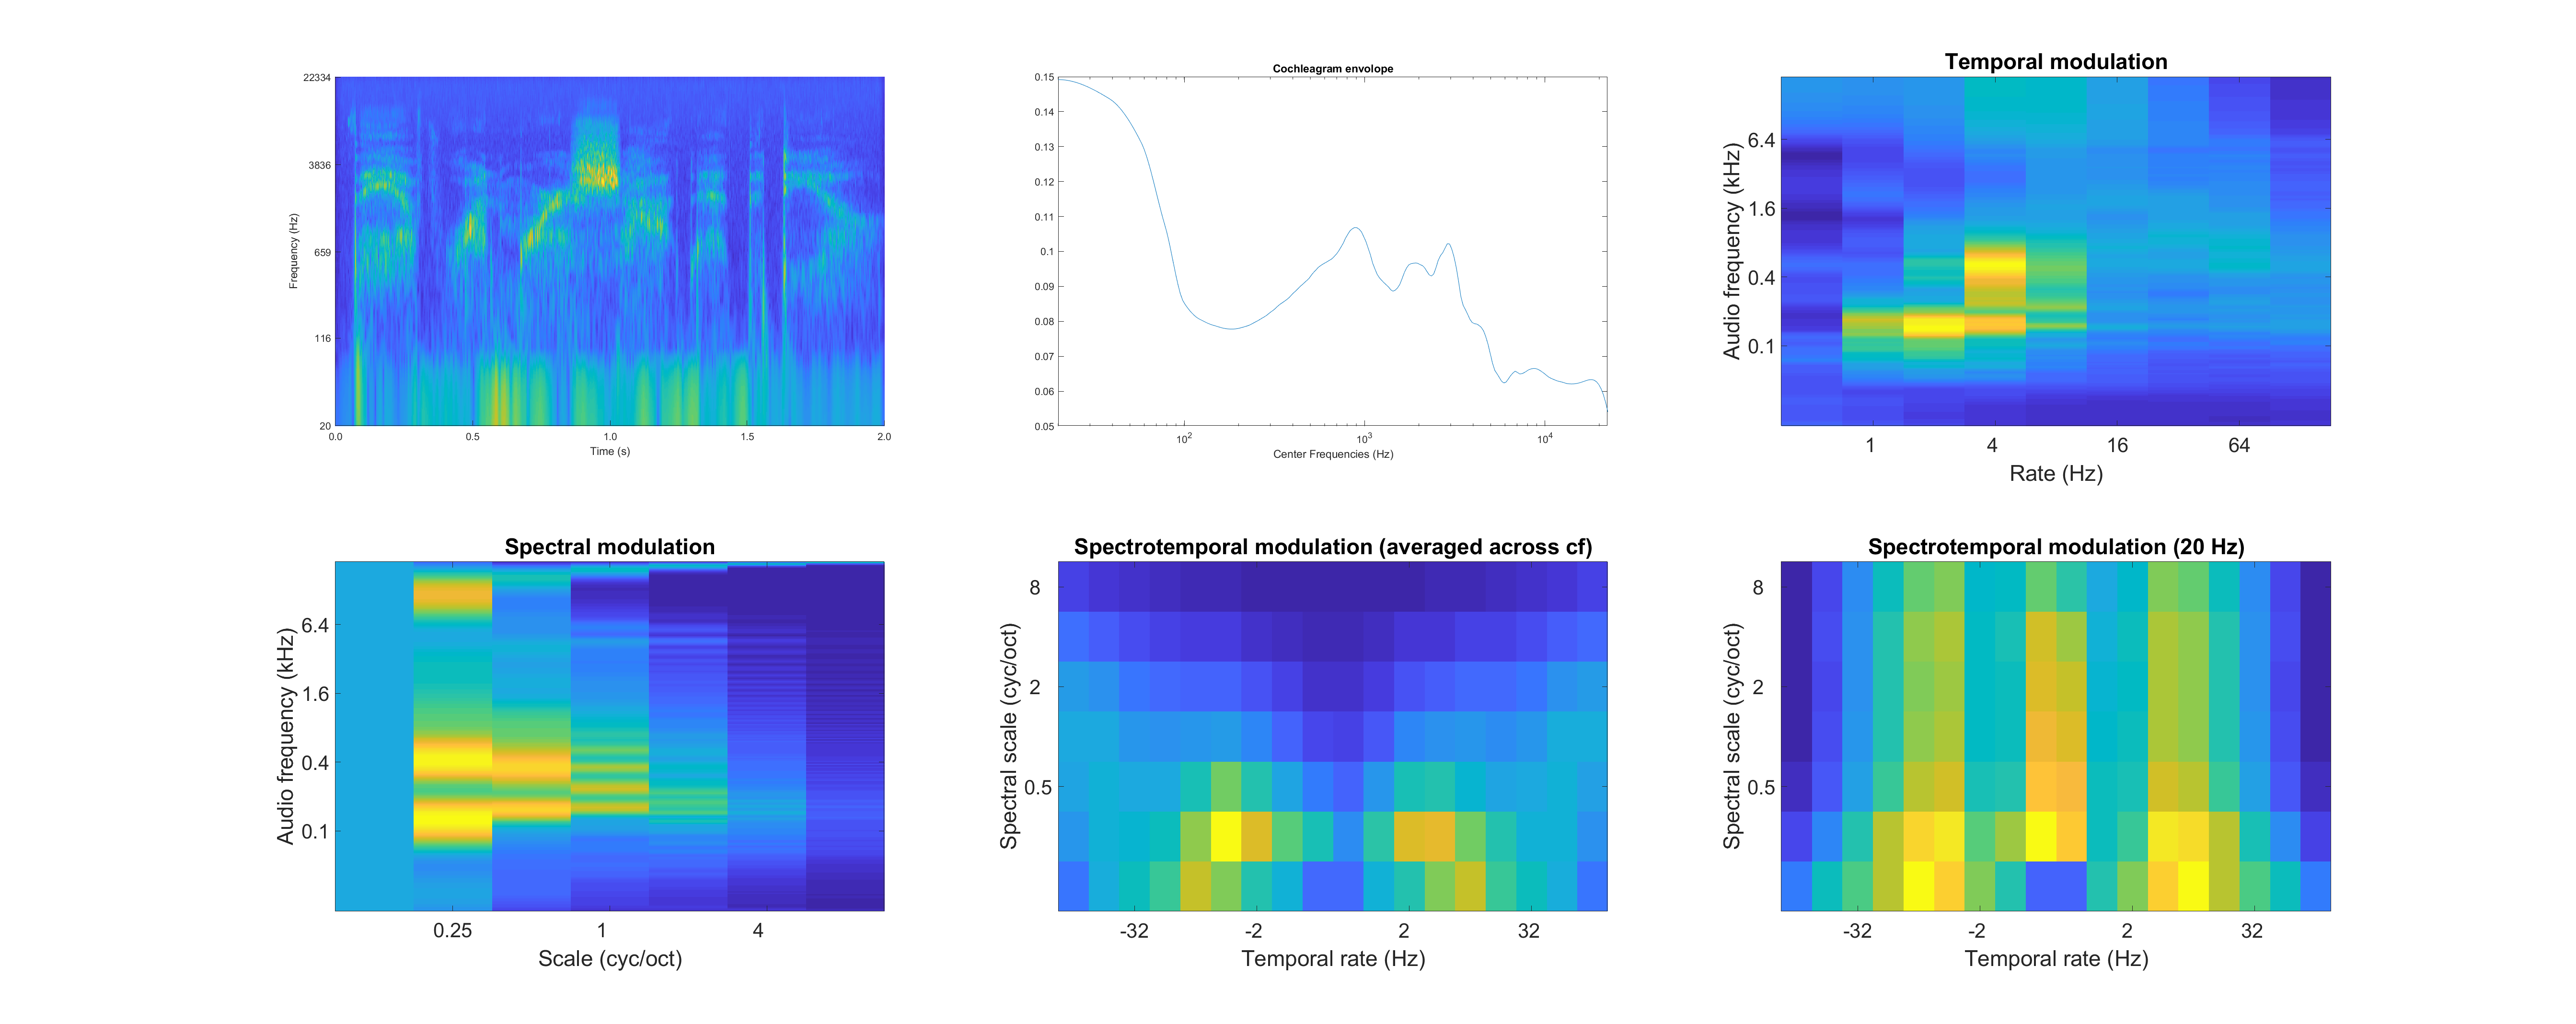 22334
3836
659
116
20
Frequency (Hz)
0.0 0.5 1.0 1.5 2.0
Time (s)
Cochleagram envolope
0.15
0.14
0.13
0.12
0.11
0.1
0.09
0.08
0.07
0.06
0.05
10² 10³ 10⁴
Center Frequencies (Hz)
Temporal modulation
Audio frequency (kHz)
6.4
1.6
0.4
0.1
1 4 16 64
Rate (Hz)
Spectral modulation
Audio frequency (kHz)
6.4
1.6
0.4
0.1
0.25 1 4
Scale (cyc/oct)
Spectrotemporal modulation (averaged across cf)
Spectral scale (cyc/oct)
8
2
0.5
-32 -2 2 32
Temporal rate (Hz)
Spectrotemporal modulation (20 Hz)
Spectral scale (cyc/oct)
8
2
0.5
-32 -2 2 32
Temporal rate (Hz)